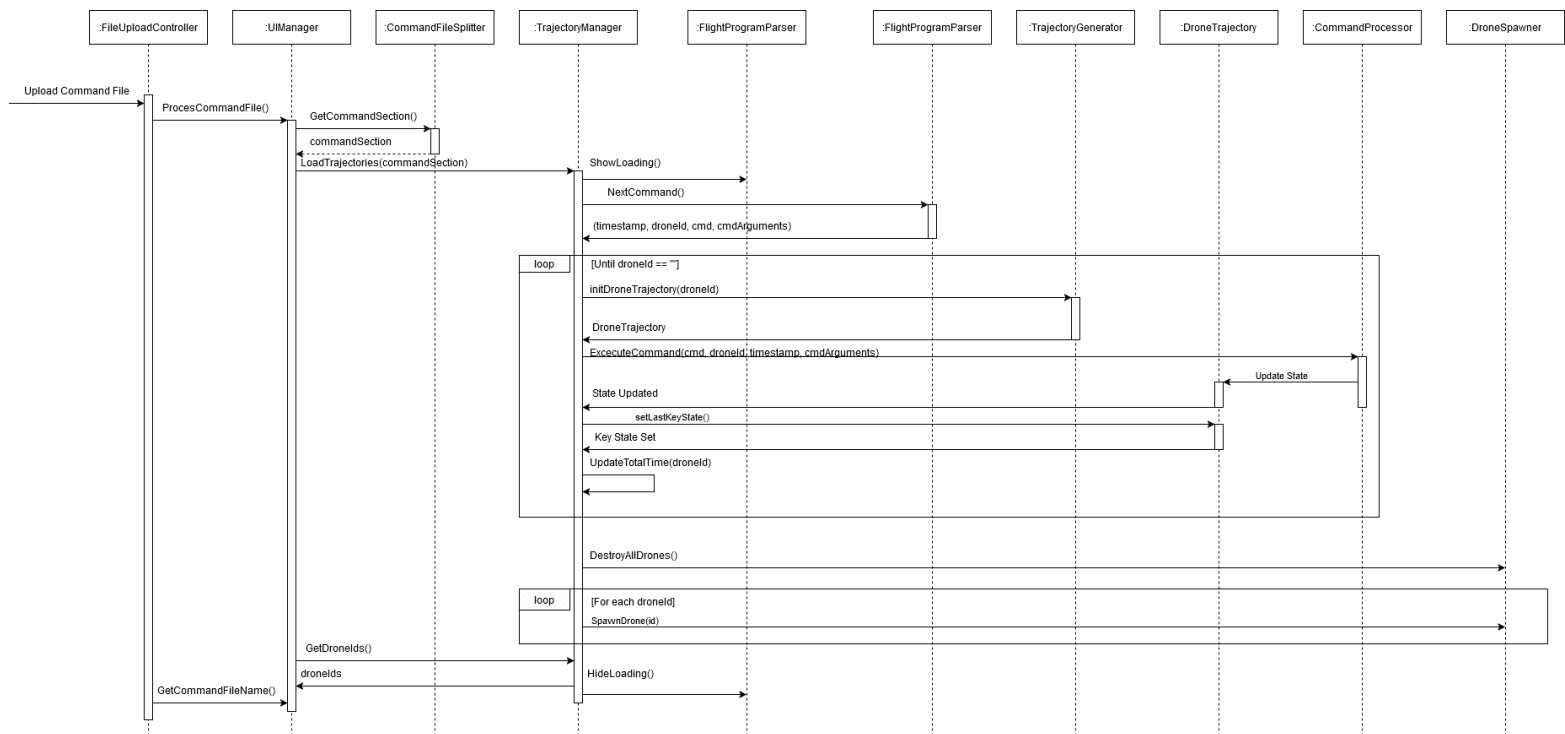 :FileUploadController
:UIManager
:CommandFileSplitter
:TrajectoryManager
:FlightProgramParser
:FlightProgramParser
:TrajectoryGenerator
:DroneTrajectory
:CommandProcessor
:DroneSpawner
Upload Command File
ProcesCommandFile()
GetCommandSection()
commandSection
LoadTrajectories(commandSection)
ShowLoading()
NextCommand()
(timestamp, droneId, cmd, cmdArguments)
loop
[Until droneId == ""]
initDroneTrajectory(droneId)
DroneTrajectory
ExcecuteCommand(cmd, droneId, timestamp, cmdArguments)
Update State
State Updated
setLastKeyState()
Key State Set
UpdateTotalTime(droneId)
DestroyAllDrones()
loop
[For each droneId]
SpawnDrone(id)
GetDroneIds()
droneIds
HideLoading()
GetCommandFileName()